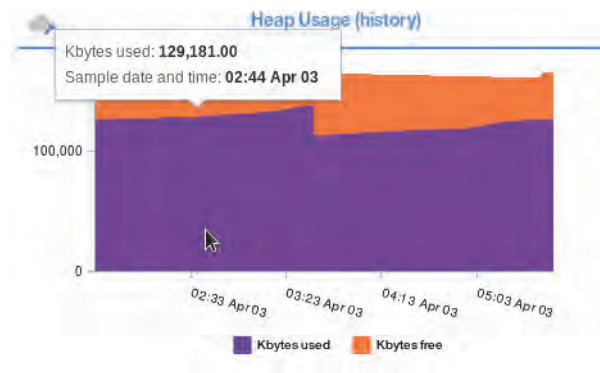 Heap Usage (history)
Kbytes used: 129,181.00
Sample date and time: 02:44 Apr 03
100,000
0
02:33 Apr 03
03:23 Apr 03
04:13 Apr 03
05:03 Apr 03
Kbytes used
Kbytes free